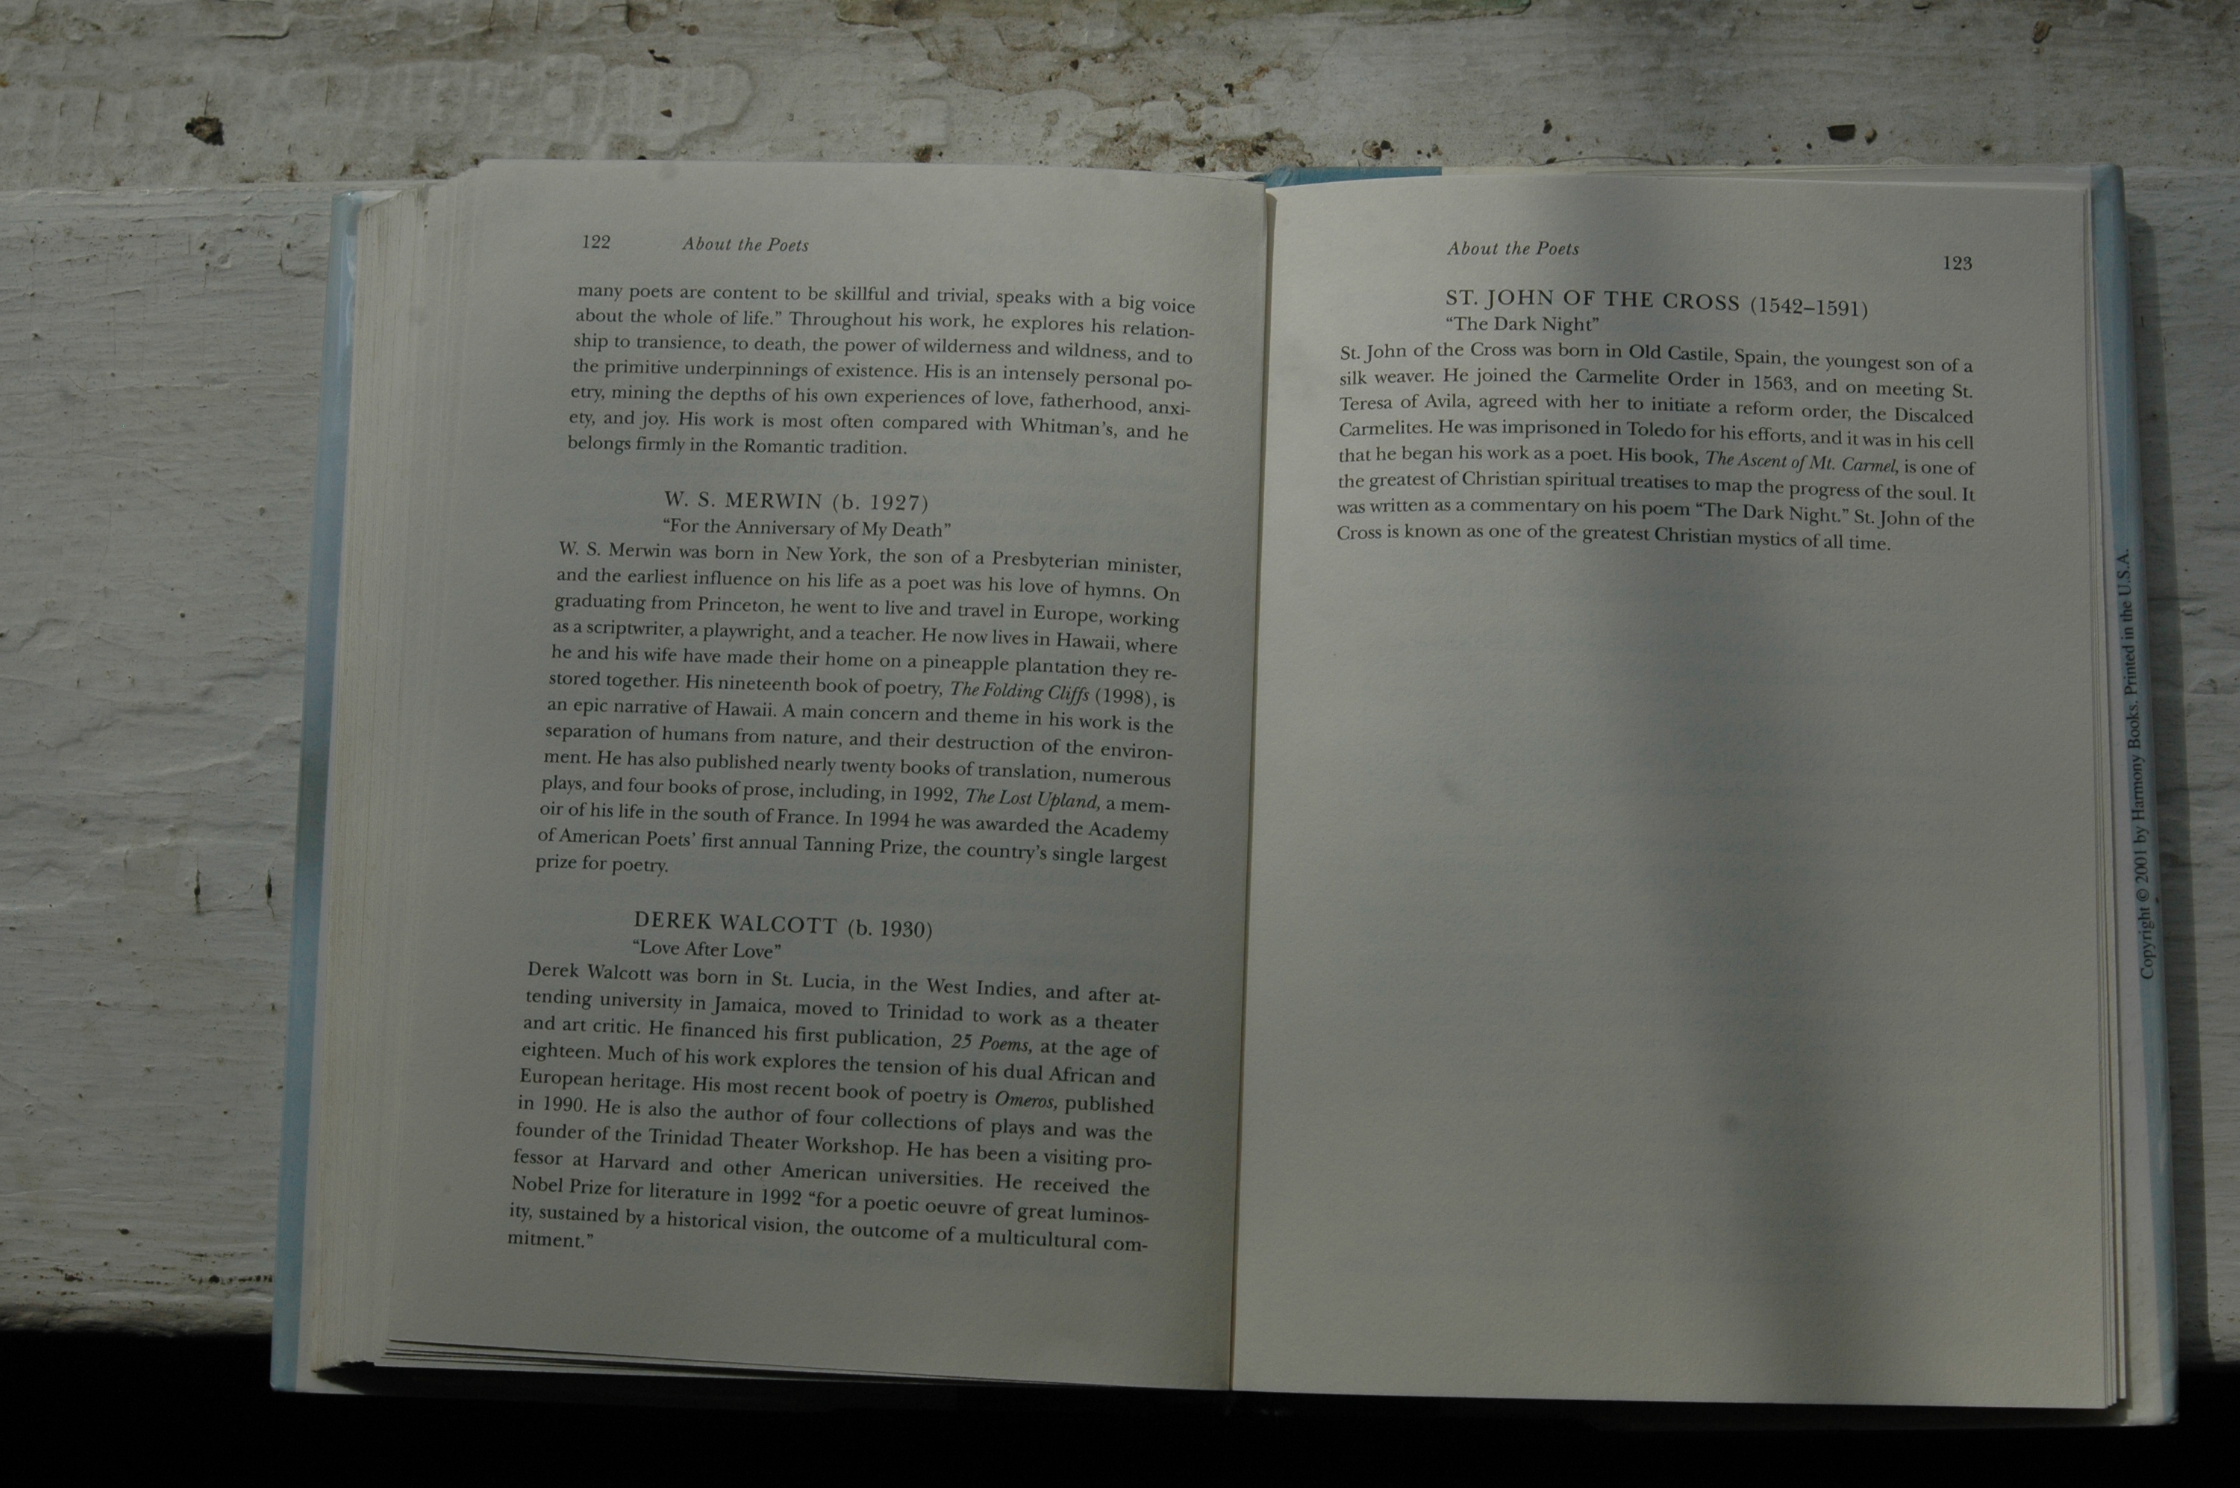 122 About the Poets
many poets are content to be skillful and trivial, speaks with a big voice
about the whole of life.” Throughout his work, he explores his relation-
ship to transience, to death, the power of wilderness and wildness, and to
the primitive underpinnings of existence. His is an intensely personal po-
etry, mining the depths of his own experiences of love, fatherhood, anxi-
ety, and joy. His work is most often compared with Whitman’s, and he
belongs firmly in the Romantic tradition.
W. S. MERWIN (b. 1927)
“For the Anniversary of My Death”
W. S. Merwin was born in New York, the son of a Presbyterian minister,
and the earliest influence on his life as a poet was his love of hymns. On
graduating from Princeton, he went to live and travel in Europe, working
as a scriptwriter, a playwright, and a teacher. He now lives in Hawaii, where
he and his wife have made their home on a pineapple plantation they re-
stored together. His nineteenth book of poetry, The Folding Cliffs (1998), is
an epic narrative of Hawaii. A main concern and theme in his work is the
separation of humans from nature, and their destruction of the environ-
ment. He has also published nearly twenty books of translation, numerous
plays, and four books of prose, including, in 1992, The Lost Upland, a mem-
oir of his life in the south of France. In 1994 he was awarded the Academy
of American Poets’ first annual Tanning Prize, the country’s single largest
prize for poetry.
DEREK WALCOTT (b. 1930)
“Love After Love”
Derek Walcott was born in St. Lucia, in the West Indies, and after at-
tending university in Jamaica, moved to Trinidad to work as a theater
and art critic. He financed his first publication, 25 Poems, at the age of
eighteen. Much of his work explores the tension of his dual African and
European heritage. His most recent book of poetry is Omeros, published
in 1990. He is also the author of four collections of plays and was the
founder of the Trinidad Theater Workshop. He has been a visiting pro-
fessor at Harvard and other American universities. He received the
Nobel Prize for literature in 1992 “for a poetic oeuvre of great luminos-
ity, sustained by a historical vision, the outcome of a multicultural com-
mitment.”
About the Poets 123
ST. JOHN OF THE CROSS (1542–1591)
“The Dark Night”
St. John of the Cross was born in Old Castile, Spain, the youngest son of a
silk weaver. He joined the Carmelite Order in 1563, and on meeting St.
Teresa of Avila, agreed with her to initiate a reform order, the Discalced
Carmelites. He was imprisoned in Toledo for his efforts, and it was in his cell
that he began his work as a poet. His book, The Ascent of Mt. Carmel, is one of
the greatest of Christian spiritual treatises to map the progress of the soul. It
was written as a commentary on his poem “The Dark Night.” St. John of the
Cross is known as one of the greatest Christian mystics of all time.
Copyright © 2001 by Harmony Books. Printed in the U.S.A.